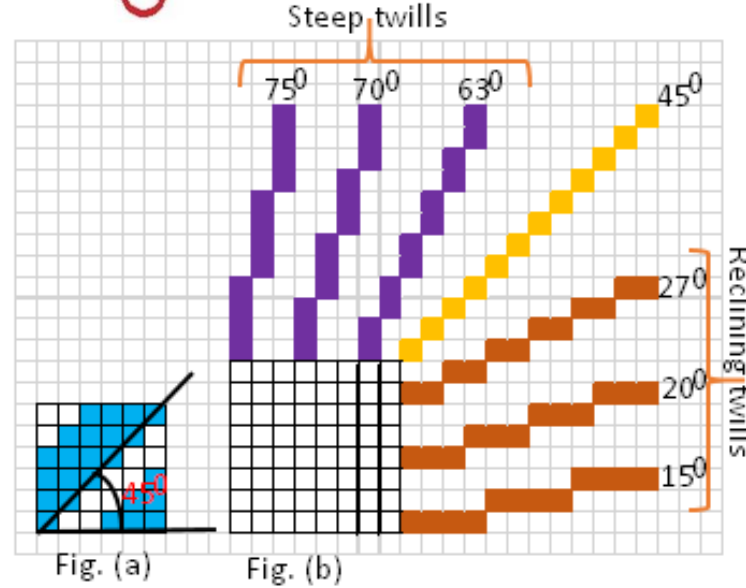 Steep twills
75⁰ 70⁰ 63⁰ 45⁰
27⁰
20⁰
15⁰
Reclining twills
45⁰
Fig. (a) Fig. (b)